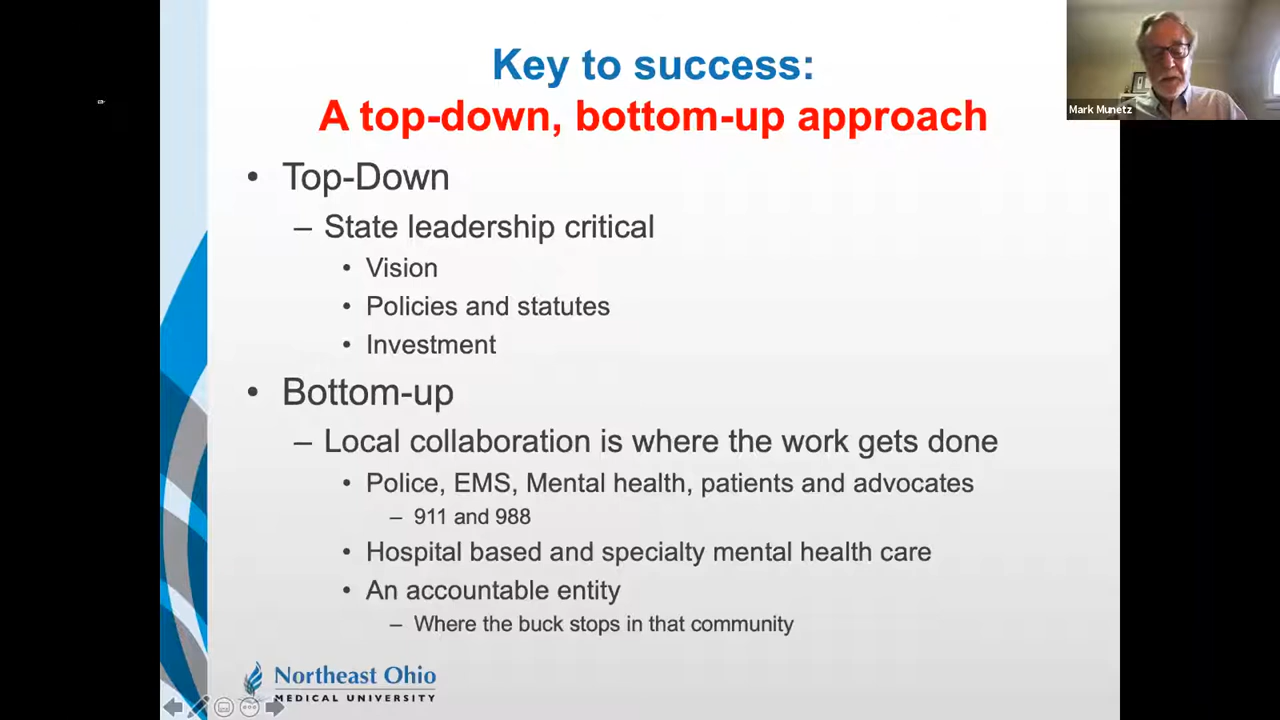 Key to success:
A top-down, bottom-up approach
Mark Munetz
• Top-Down
– State leadership critical
• Vision
• Policies and statutes
• Investment
• Bottom-up
– Local collaboration is where the work gets done
• Police, EMS, Mental health, patients and advocates
– 911 and 988
• Hospital based and specialty mental health care
• An accountable entity
– Where the buck stops in that community
Northeast Ohio
MEDICAL UNIVERSITY